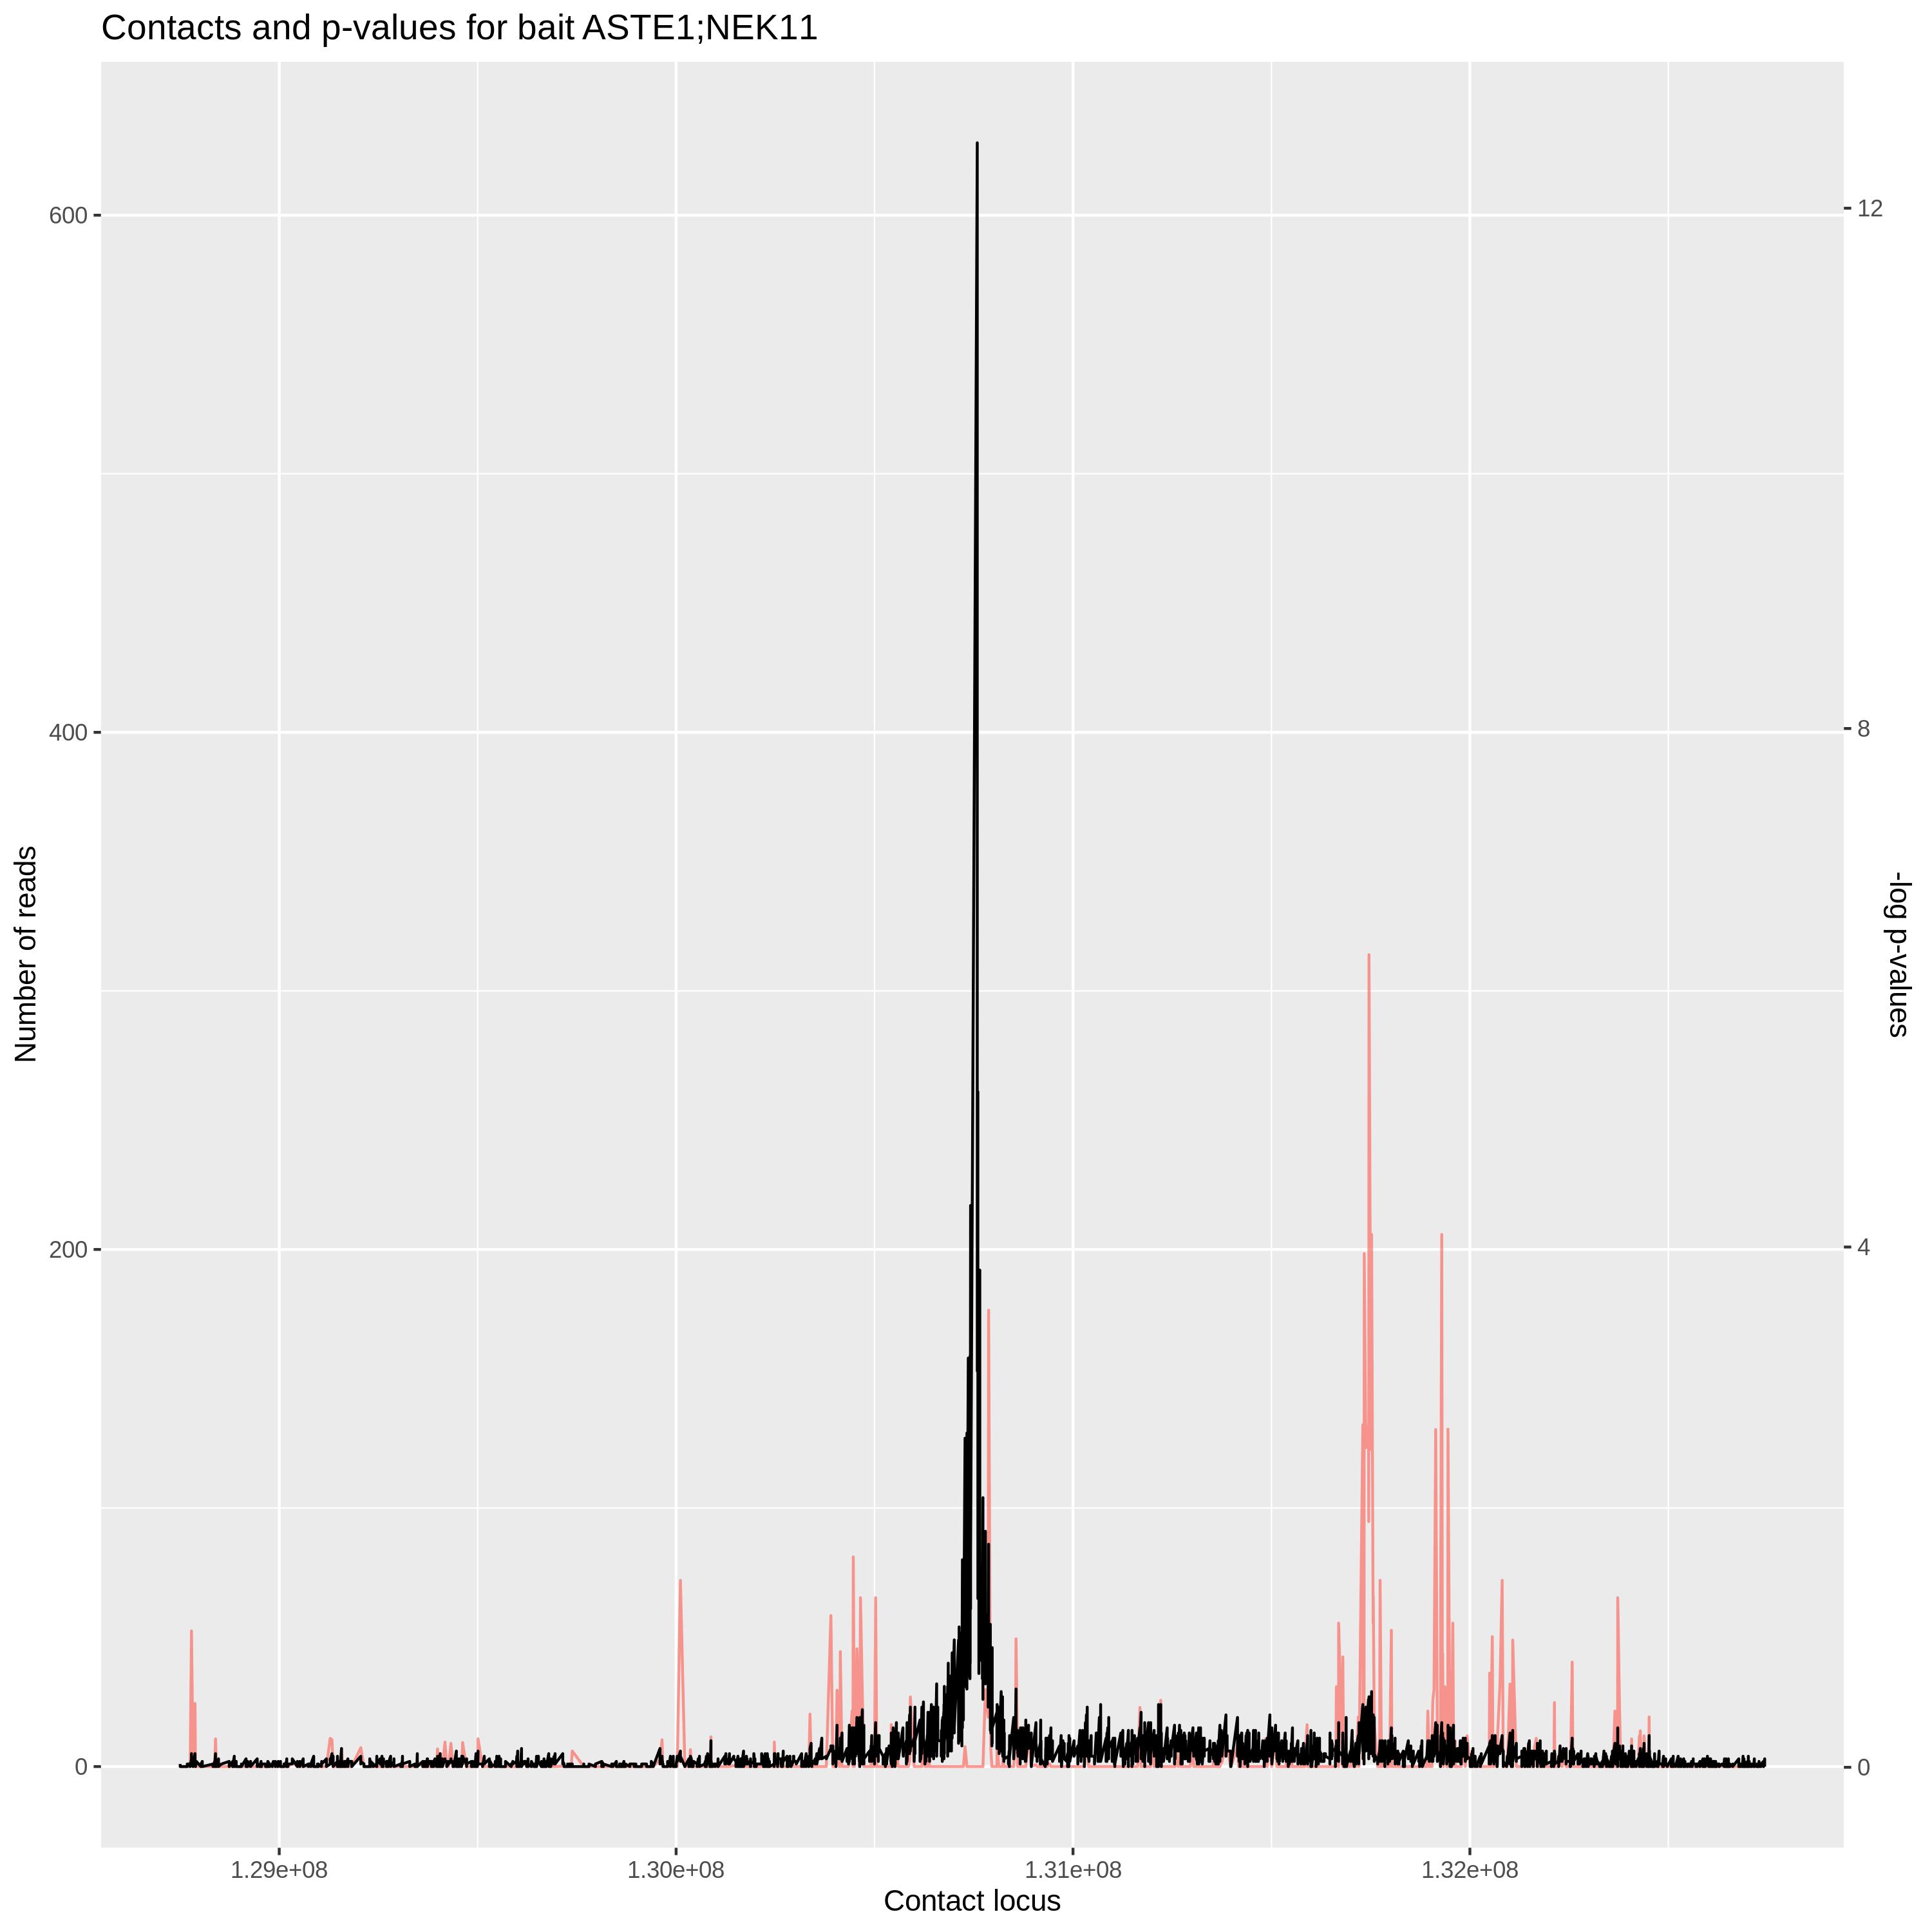 Contacts and p-values for bait ASTE1;NEK11
600
400
200
0
Number of reads
12
8
4
0
-log p-values
1.29e+08 1.30e+08 1.31e+08 1.32e+08
Contact locus